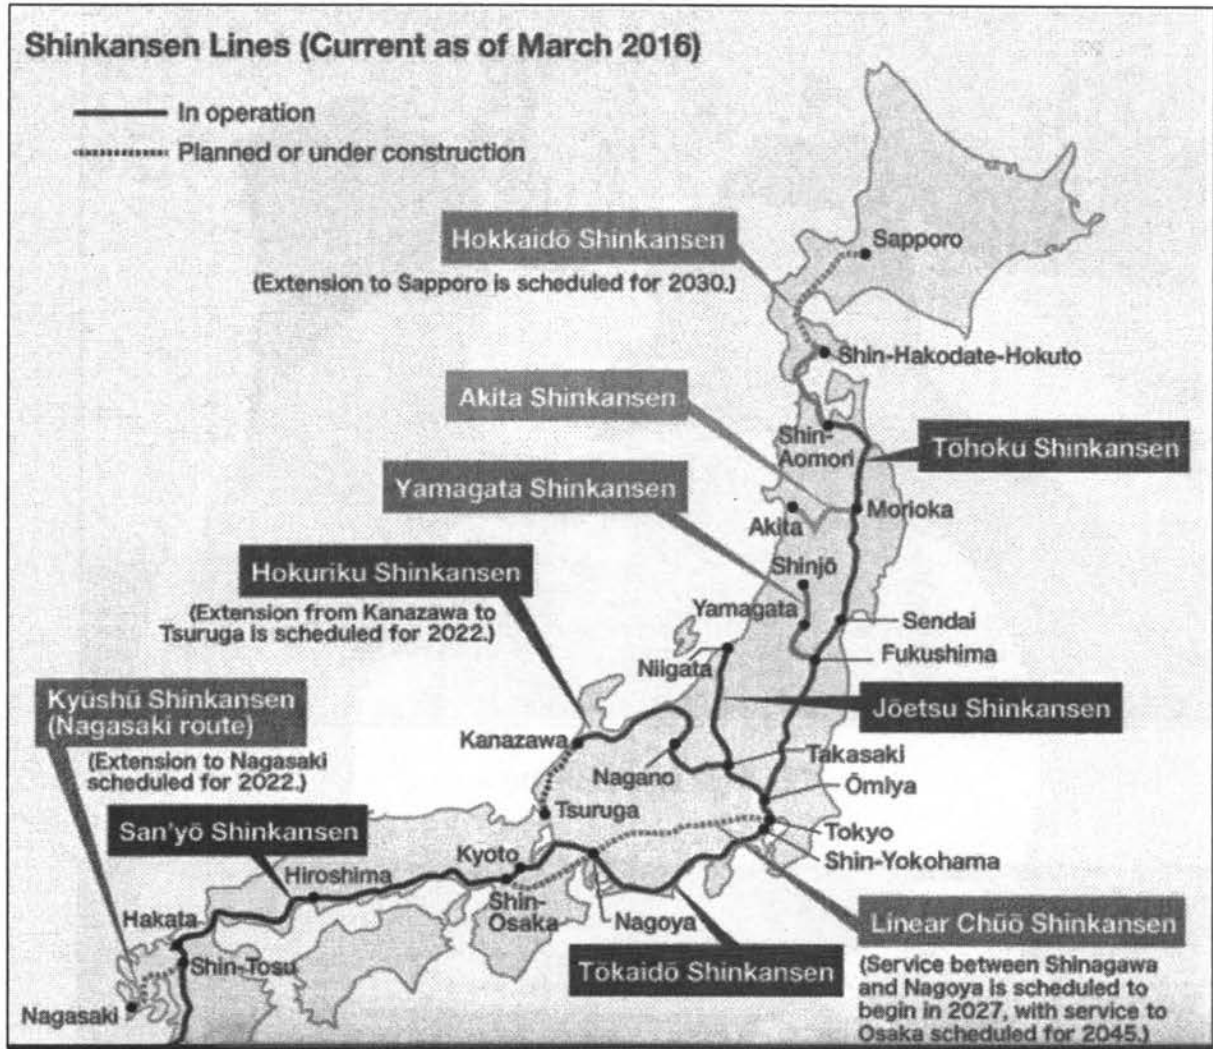 Shinkansen Lines (Current as of March 2016)
In operation
Planned or under construction
Hokkaidō Shinkansen
(Extension to Sapporo is scheduled for 2030.)
Sapporo
Shin-Hakodate-Hokuto
Akita Shinkansen
Shin-
Aomori
Tōhoku Shinkansen
Yamagata Shinkansen
Akita
Morioka
Hokuriku Shinkansen
(Extension from Kanazawa to
Tsuruga is scheduled for 2022.)
Shinjō
Yamagata
Sendai
Fukushima
Niigata
Jōetsu Shinkansen
Kyūshū Shinkansen
(Nagasaki route)
(Extension to Nagasaki
scheduled for 2022.)
Kanazawa
Nagano
Takasaki
Ōmiya
Tsuruga
Tokyo
Shin-Yokohama
San'yō Shinkansen
Kyoto
Hiroshima
Shin-
Osaka
Nagoya
Hakata
Shin-Tosu
Nagasaki
Tōkaidō Shinkansen
Linear Chūō Shinkansen
(Service between Shinagawa
and Nagoya is scheduled to
begin in 2027, with service to
Osaka scheduled for 2045.)